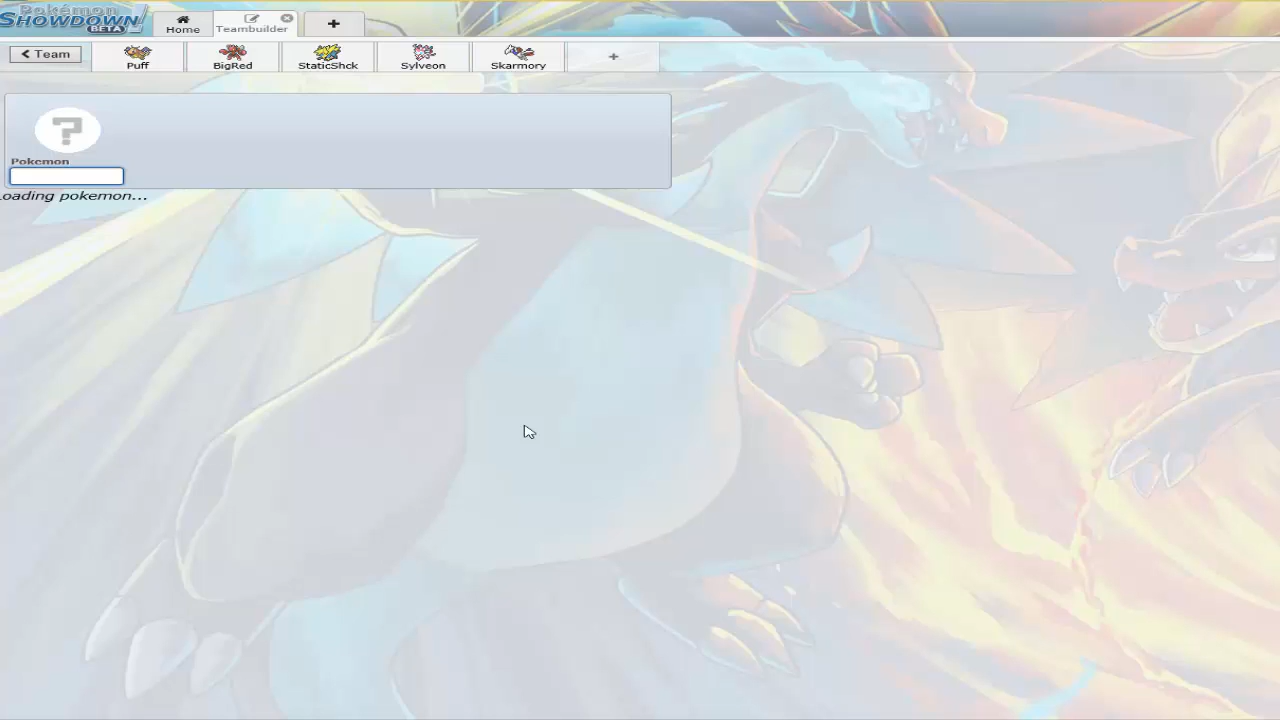 Pokémon
SHOWDOWN
BETA
Home
Teambuilder
+
< Team
Puff
BigRed
StaticShck
Sylveon
Skarmory
+
?
Pokemon
Loading pokemon...